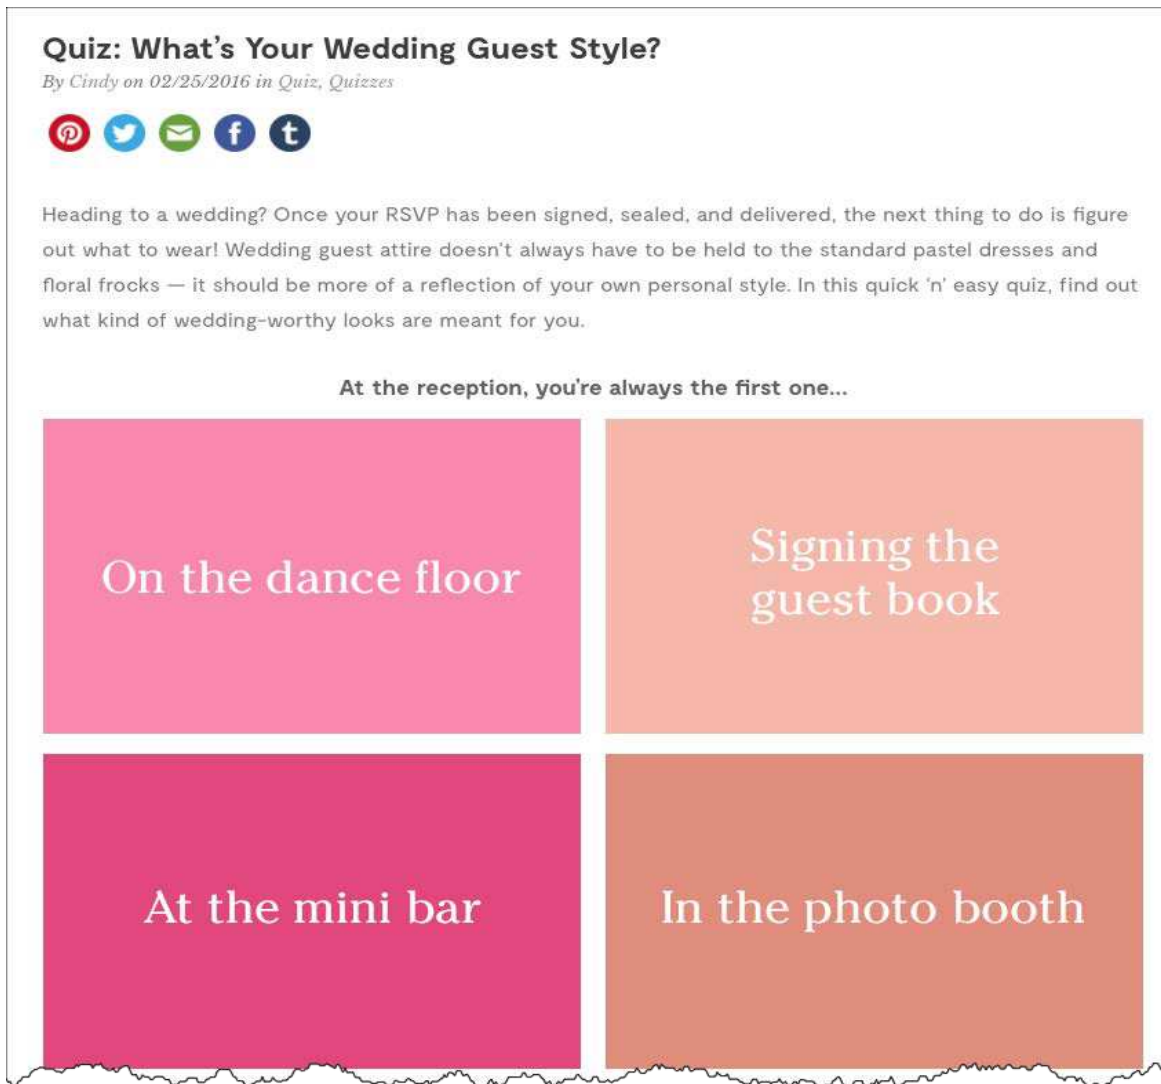 Quiz: What’s Your Wedding Guest Style?
By Cindy on 02/25/2016 in Quiz, Quizzes
Heading to a wedding? Once your RSVP has been signed, sealed, and delivered, the next thing to do is figure
out what to wear! Wedding guest attire doesn't always have to be held to the standard pastel dresses and
floral frocks — it should be more of a reflection of your own personal style. In this quick 'n' easy quiz, find out
what kind of wedding-worthy looks are meant for you.
At the reception, you're always the first one...
On the dance floor
Signing the
guest book
At the mini bar
In the photo booth